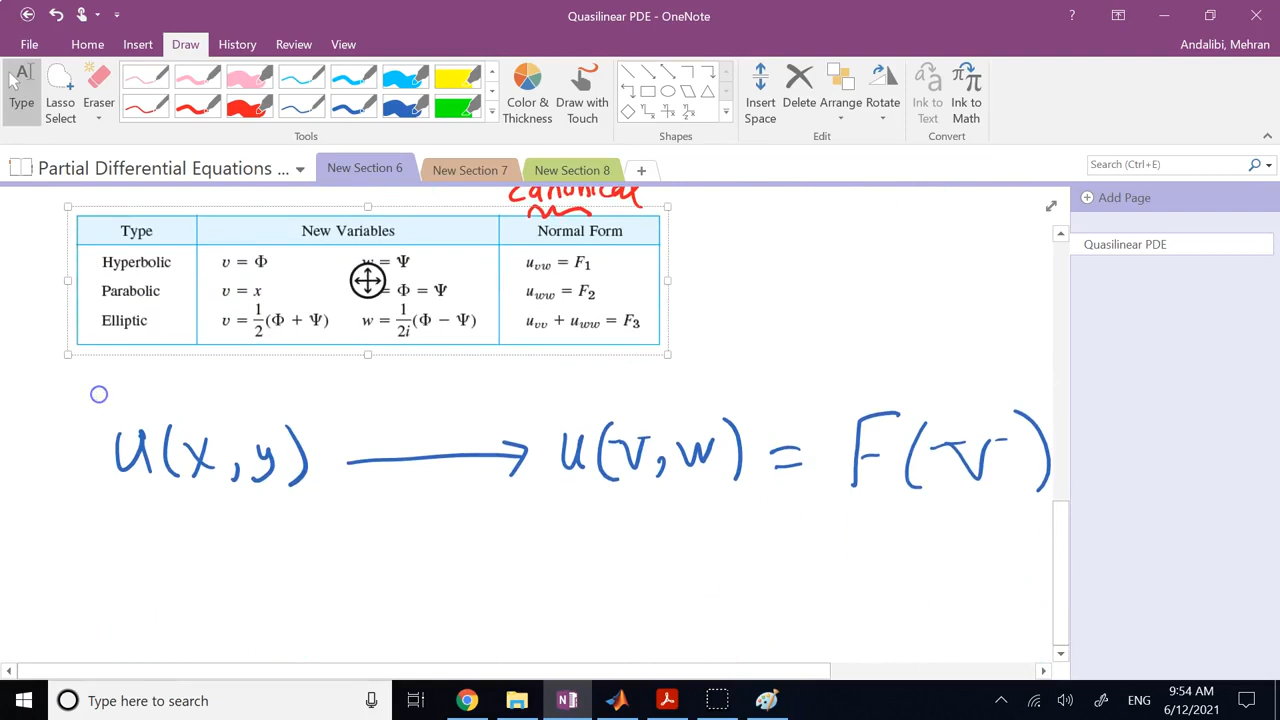 Quasilinear PDE - OneNote
?
File Home Insert Draw History Review View
Andalibi, Mehran
Type
Lasso Select
Eraser
Color & Thickness
Draw with Touch
Insert Space
Delete
Arrange
Rotate
Ink to Text
Ink to Math
Tools
Shapes
Edit
Convert
Partial Differential Equations ...
New Section 6
New Section 7
New Section 8
Search (Ctrl+E)
Add Page
Quasilinear PDE
canonical
Type New Variables Normal Form
Hyperbolic v = Φ w = Ψ u_vw = F_1
Parabolic v = x = Φ = Ψ u_ww = F_2
Elliptic v = 1/2(Φ + Ψ) w = 1/2i(Φ − Ψ) u_vv + u_ww = F_3
u(x,y) → u(v,w) = F(v)
Type here to search
ENG
9:54 AM
6/12/2021